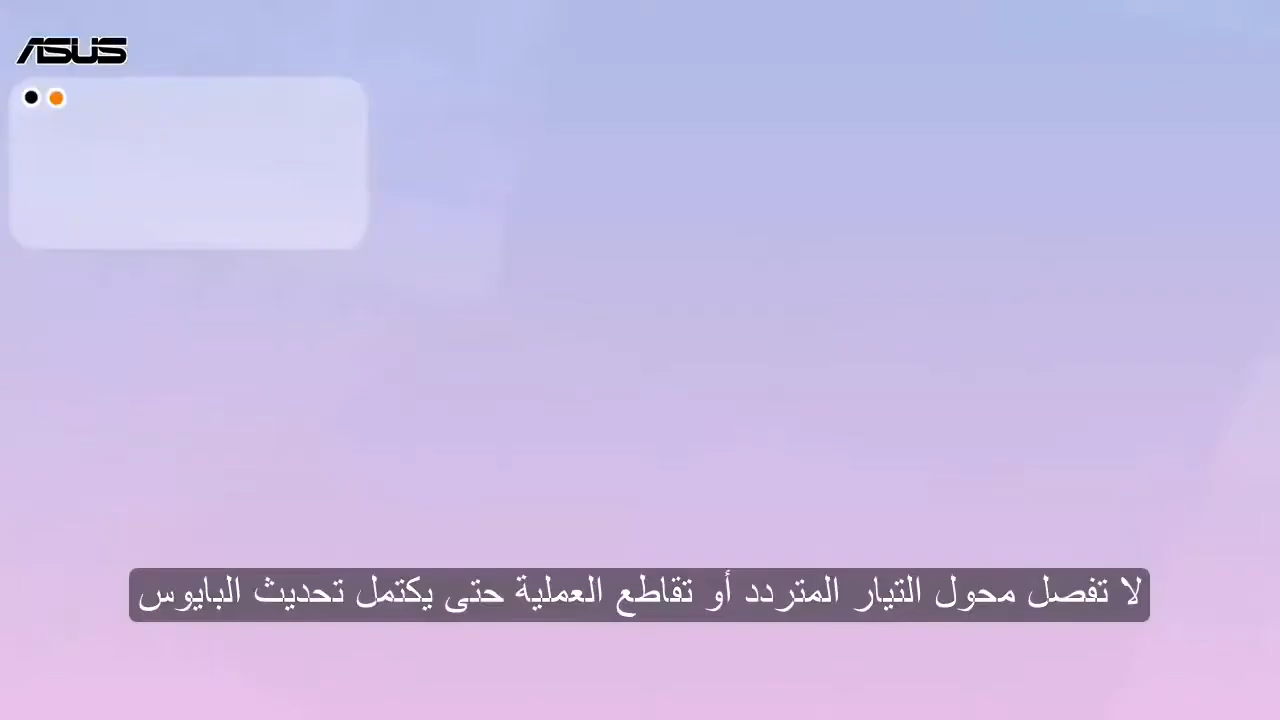 ASUS
لا تفصل محول التيار المتردد أو تقاطع العملية حتى يكتمل تحديث البايوس